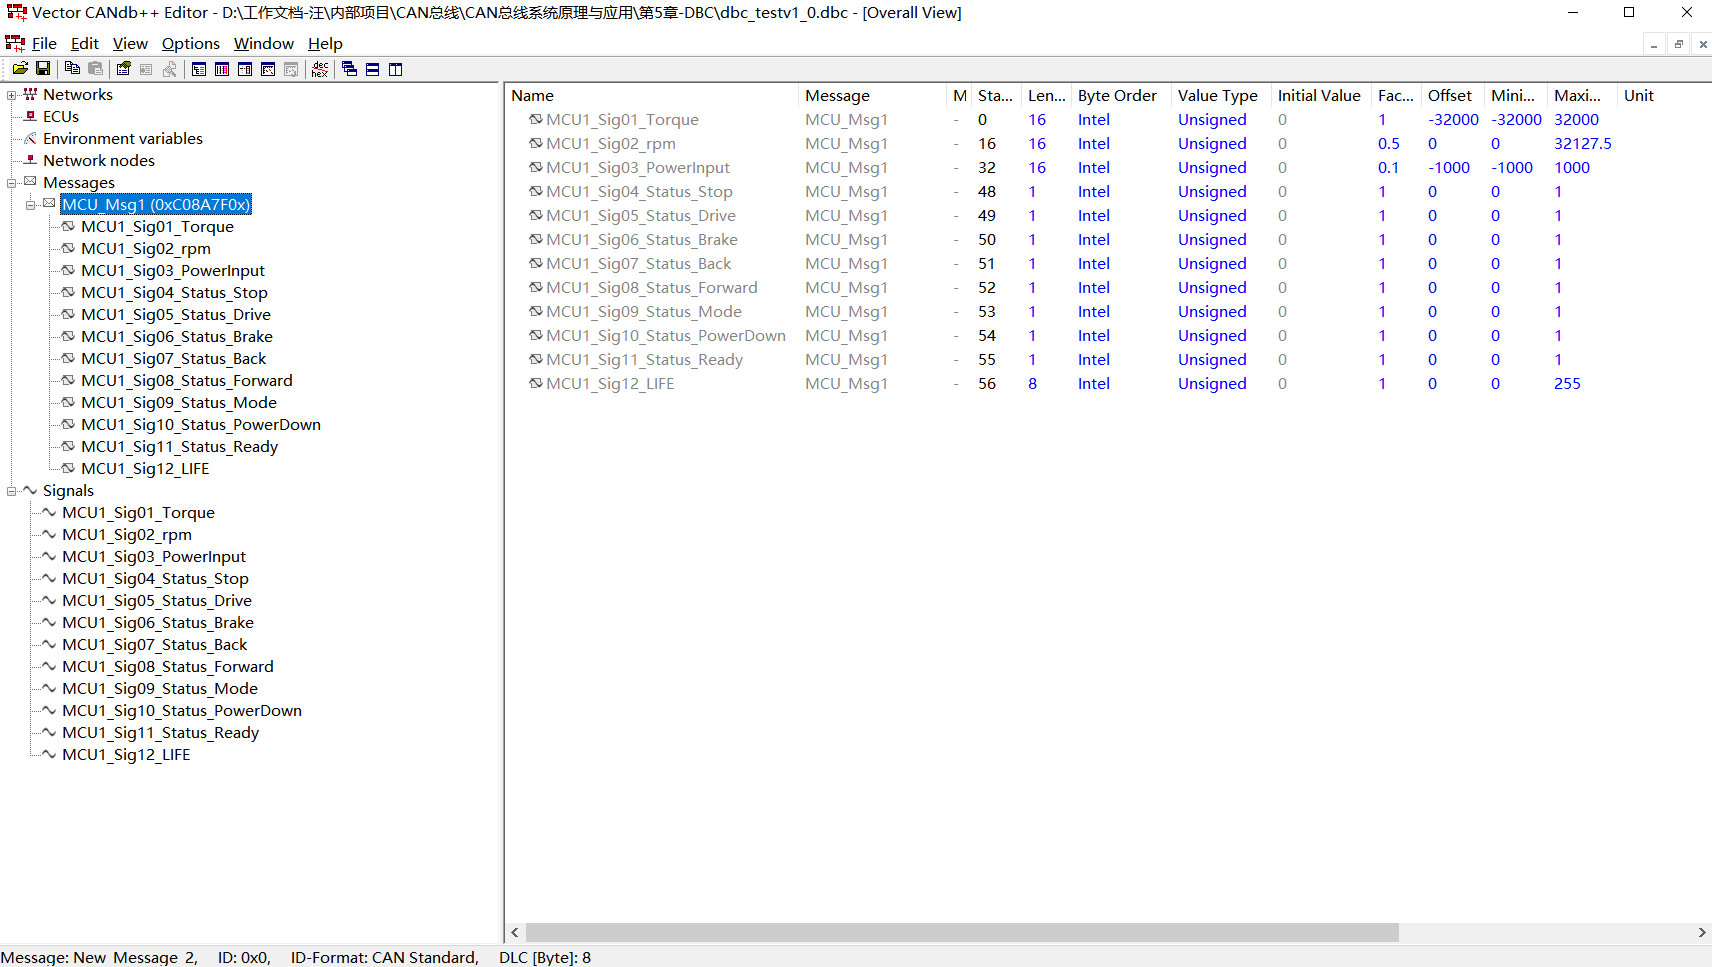 Vector CANdb++ Editor - D:\工作文档-汪\内部项目\CAN总线\CAN总线系统原理与应用\第5章-DBC\dbc_testv1_0.dbc - [Overall View]
File Edit View Options Window Help
dec hex
Networks
ECUs
Environment variables
Network nodes
Messages
MCU_Msg1 (0xC08A7F0x)
MCU1_Sig01_Torque
MCU1_Sig02_rpm
MCU1_Sig03_PowerInput
MCU1_Sig04_Status_Stop
MCU1_Sig05_Status_Drive
MCU1_Sig06_Status_Brake
MCU1_Sig07_Status_Back
MCU1_Sig08_Status_Forward
MCU1_Sig09_Status_Mode
MCU1_Sig10_Status_PowerDown
MCU1_Sig11_Status_Ready
MCU1_Sig12_LIFE
Signals
MCU1_Sig01_Torque
MCU1_Sig02_rpm
MCU1_Sig03_PowerInput
MCU1_Sig04_Status_Stop
MCU1_Sig05_Status_Drive
MCU1_Sig06_Status_Brake
MCU1_Sig07_Status_Back
MCU1_Sig08_Status_Forward
MCU1_Sig09_Status_Mode
MCU1_Sig10_Status_PowerDown
MCU1_Sig11_Status_Ready
MCU1_Sig12_LIFE
Name Message M Sta... Len... Byte Order Value Type Initial Value Fac... Offset Mini... Maxi... Unit
MCU1_Sig01_Torque MCU_Msg1 - 0 16 Intel Unsigned 0 1 -32000 -32000 32000
MCU1_Sig02_rpm MCU_Msg1 - 16 16 Intel Unsigned 0 0.5 0 0 32127.5
MCU1_Sig03_PowerInput MCU_Msg1 - 32 16 Intel Unsigned 0 0.1 -1000 -1000 1000
MCU1_Sig04_Status_Stop MCU_Msg1 - 48 1 Intel Unsigned 0 1 0 0 1
MCU1_Sig05_Status_Drive MCU_Msg1 - 49 1 Intel Unsigned 0 1 0 0 1
MCU1_Sig06_Status_Brake MCU_Msg1 - 50 1 Intel Unsigned 0 1 0 0 1
MCU1_Sig07_Status_Back MCU_Msg1 - 51 1 Intel Unsigned 0 1 0 0 1
MCU1_Sig08_Status_Forward MCU_Msg1 - 52 1 Intel Unsigned 0 1 0 0 1
MCU1_Sig09_Status_Mode MCU_Msg1 - 53 1 Intel Unsigned 0 1 0 0 1
MCU1_Sig10_Status_PowerDown MCU_Msg1 - 54 1 Intel Unsigned 0 1 0 0 1
MCU1_Sig11_Status_Ready MCU_Msg1 - 55 1 Intel Unsigned 0 1 0 0 1
MCU1_Sig12_LIFE MCU_Msg1 - 56 8 Intel Unsigned 0 1 0 0 255
Message: New_Message_2, ID: 0x0, ID-Format: CAN Standard, DLC [Byte]: 8